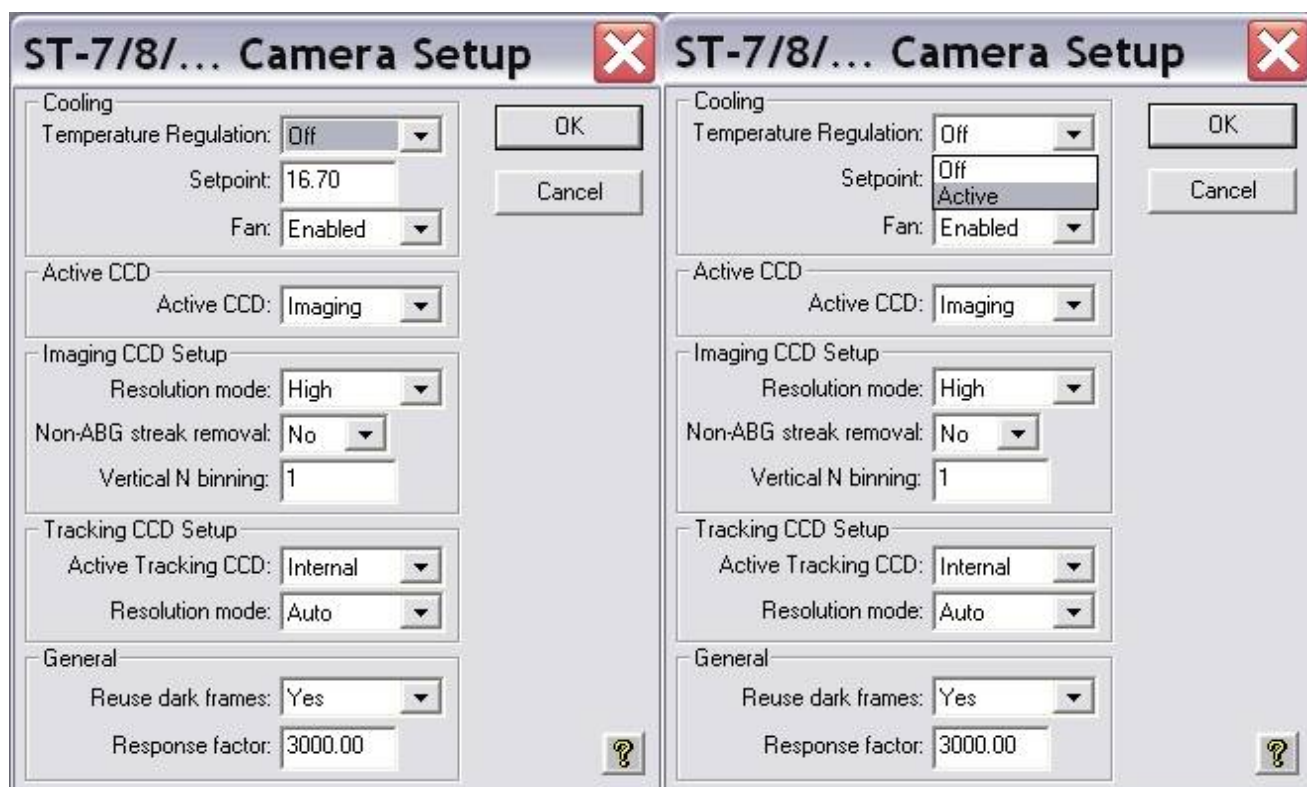 ST-7/8/... Camera Setup
Cooling
Temperature Regulation: Off
Setpoint: 16.70
Fan: Enabled
OK
Cancel
Active CCD
Active CCD: Imaging
Imaging CCD Setup
Resolution mode: High
Non-ABG streak removal: No
Vertical N binning: 1
Tracking CCD Setup
Active Tracking CCD: Internal
Resolution mode: Auto
General
Reuse dark frames: Yes
Response factor: 3000.00
?
ST-7/8/... Camera Setup
Cooling
Temperature Regulation: Off
Off
Setpoint:
Active
Fan: Enabled
OK
Cancel
Active CCD
Active CCD: Imaging
Imaging CCD Setup
Resolution mode: High
Non-ABG streak removal: No
Vertical N binning: 1
Tracking CCD Setup
Active Tracking CCD: Internal
Resolution mode: Auto
General
Reuse dark frames: Yes
Response factor: 3000.00
?